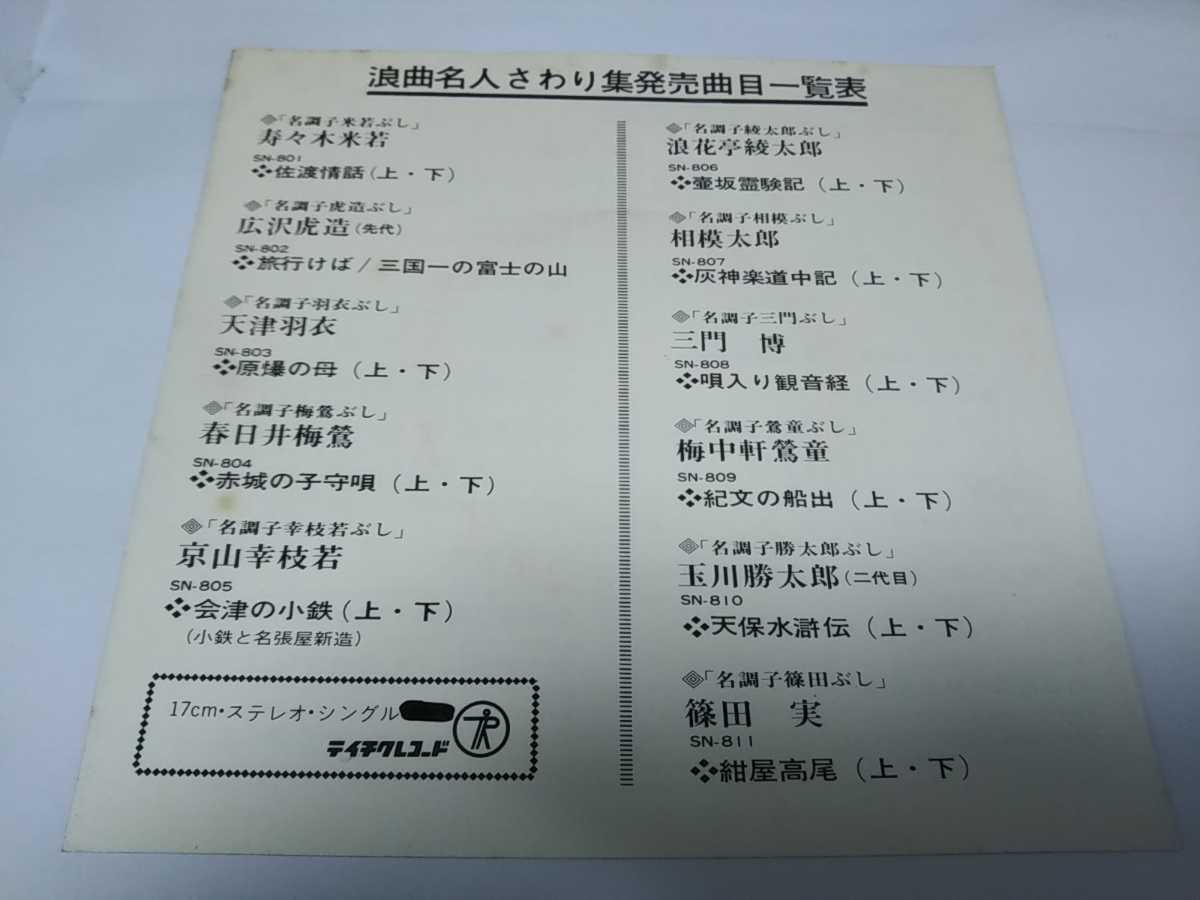 浪曲名人さわり集発売曲目一覧表
「名調子米若ぶし」
寿々木米若
SN-801
佐渡情話(上・下)
「名調子虎造ぶし」
広沢虎造(先代)
SN-802
旅行けば/三国一の富士の山
「名調子羽衣ぶし」
天津羽衣
SN-803
原爆の母(上・下)
「名調子梅鶯ぶし」
春日井梅鶯
SN-804
赤城の子守唄(上・下)
「名調子幸枝若ぶし」
京山幸枝若
SN-805
会津の小鉄(上・下)
(小鉄と名張屋新造)
17cm・ステレオ・シングル
テイチクレコード
「名調子綾太郎ぶし」
浪花亭綾太郎
SN-806
壷坂霊験記(上・下)
「名調子相模ぶし」
相模太郎
SN-807
灰神楽道中記(上・下)
「名調子三門ぶし」
三門 博
SN-808
唄入り観音経(上・下)
「名調子鶯童ぶし」
梅中軒鶯童
SN-809
紀文の船出(上・下)
「名調子勝太郎ぶし」
玉川勝太郎(二代目)
SN-810
天保水滸伝(上・下)
「名調子篠田ぶし」
篠田 実
SN-811
紺屋高尾(上・下)